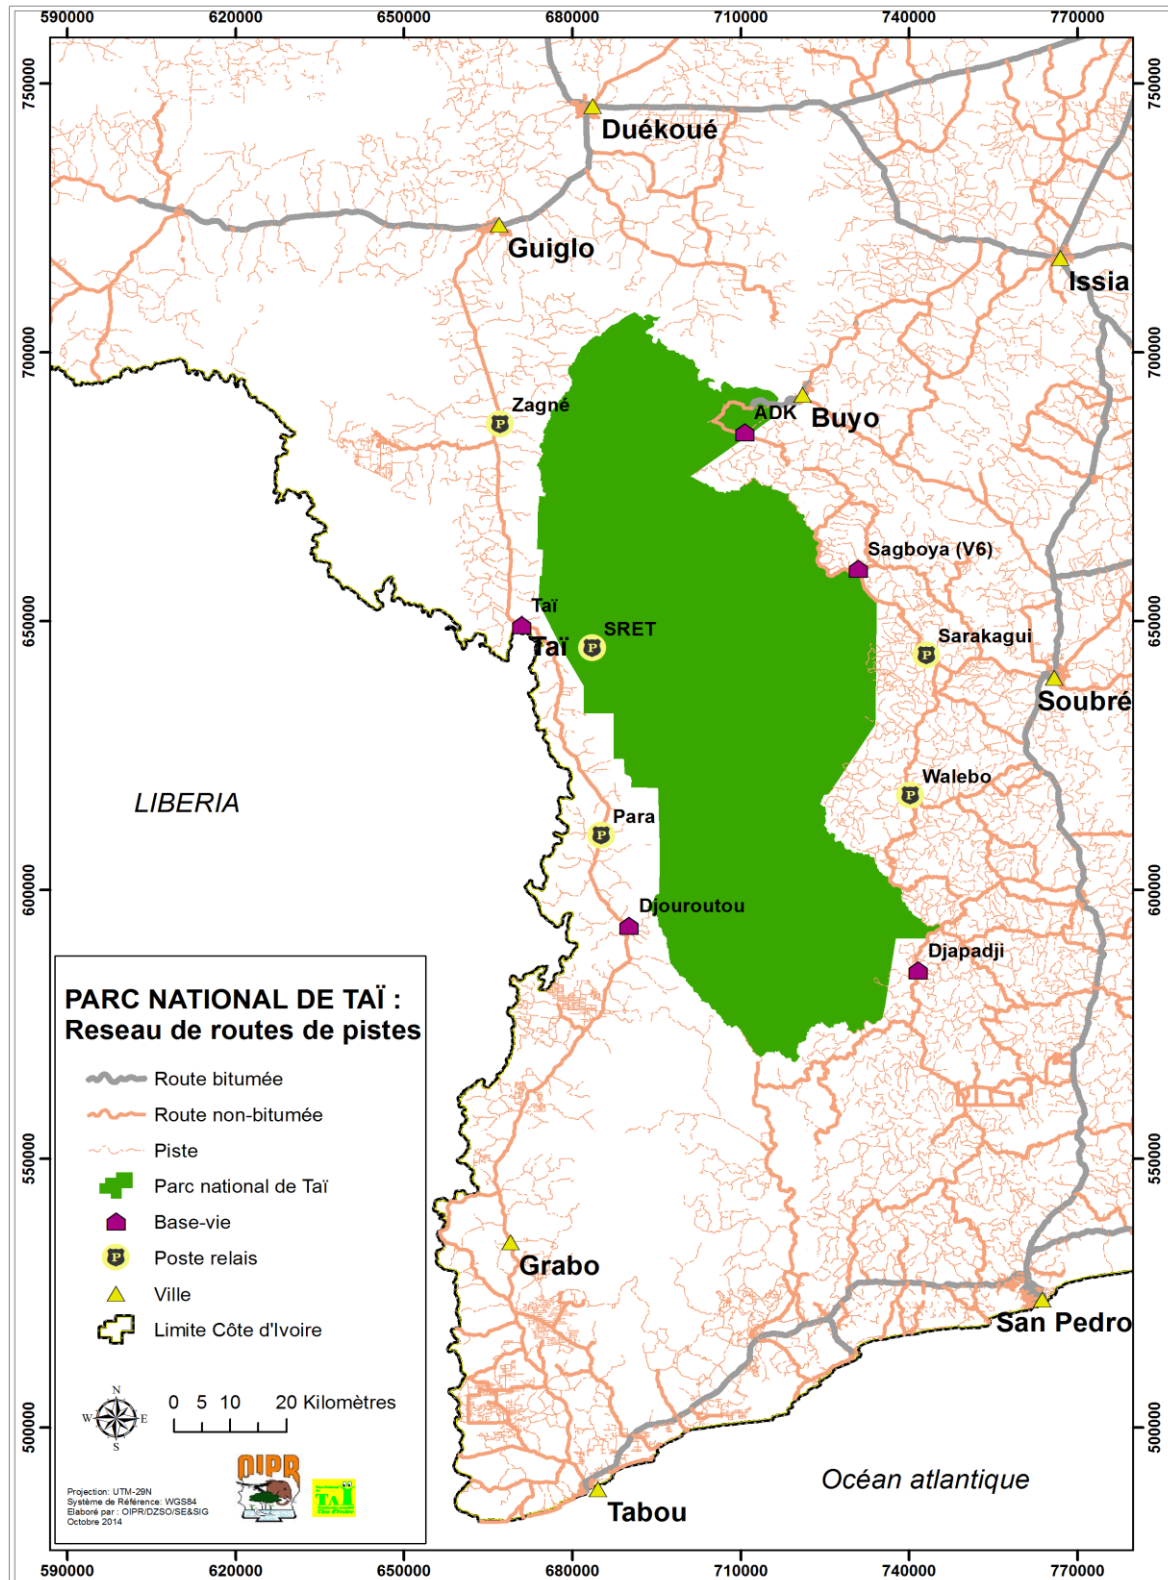 590000 620000 650000 680000 710000 740000 770000
750000 750000
Duékoué
Guiglo
Issia
700000 700000
Zagné
ADK
Buyo
Sagboya (V6)
Taï
650000 650000
Taï
SRET
Sarakagui
Soubré
LIBERIA
Walebo
Para
600000 600000
Djouroutou
Djapadji
PARC NATIONAL DE TAÏ :
Reseau de routes de pistes
Route bitumée
Route non-bitumée
Piste
Parc national de Taï
Base-vie
Poste relais
Ville
Limite Côte d'Ivoire
550000 550000
Grabo
San Pedro
N
W E
S
0 5 10 20 Kilomètres
500000 500000
Océan atlantique
Tabou
OIPR
TAÏ
Projection: UTM-29N
Système de Référence: WGS84
Elaboré par : OIPR/DZSO/SE&SIG
Octobre 2014
590000 620000 650000 680000 710000 740000 770000